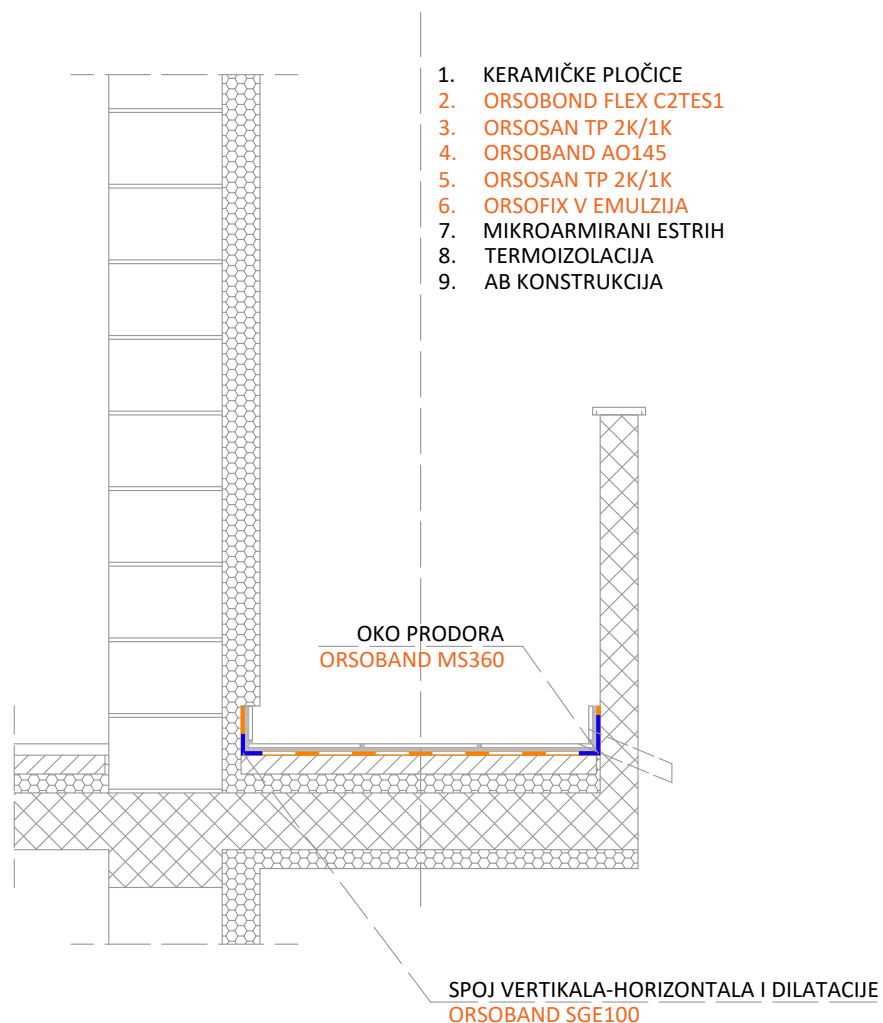 1. KERAMIČKE PLOČICE
2. ORSOBOND FLEX C2TES1
3. ORSOSAN TP 2K/1K
4. ORSOBAND AO145
5. ORSOSAN TP 2K/1K
6. ORSOFIX V EMULZIJA
7. MIKROARMIRANI ESTRIH
8. TERMOIZOLACIJA
9. AB KONSTRUKCIJA
OKO PRODORA
ORSOBAND MS360
SPOJ VERTIKALA-HORIZONTALA I DILATACIJE
ORSOBAND SGE100